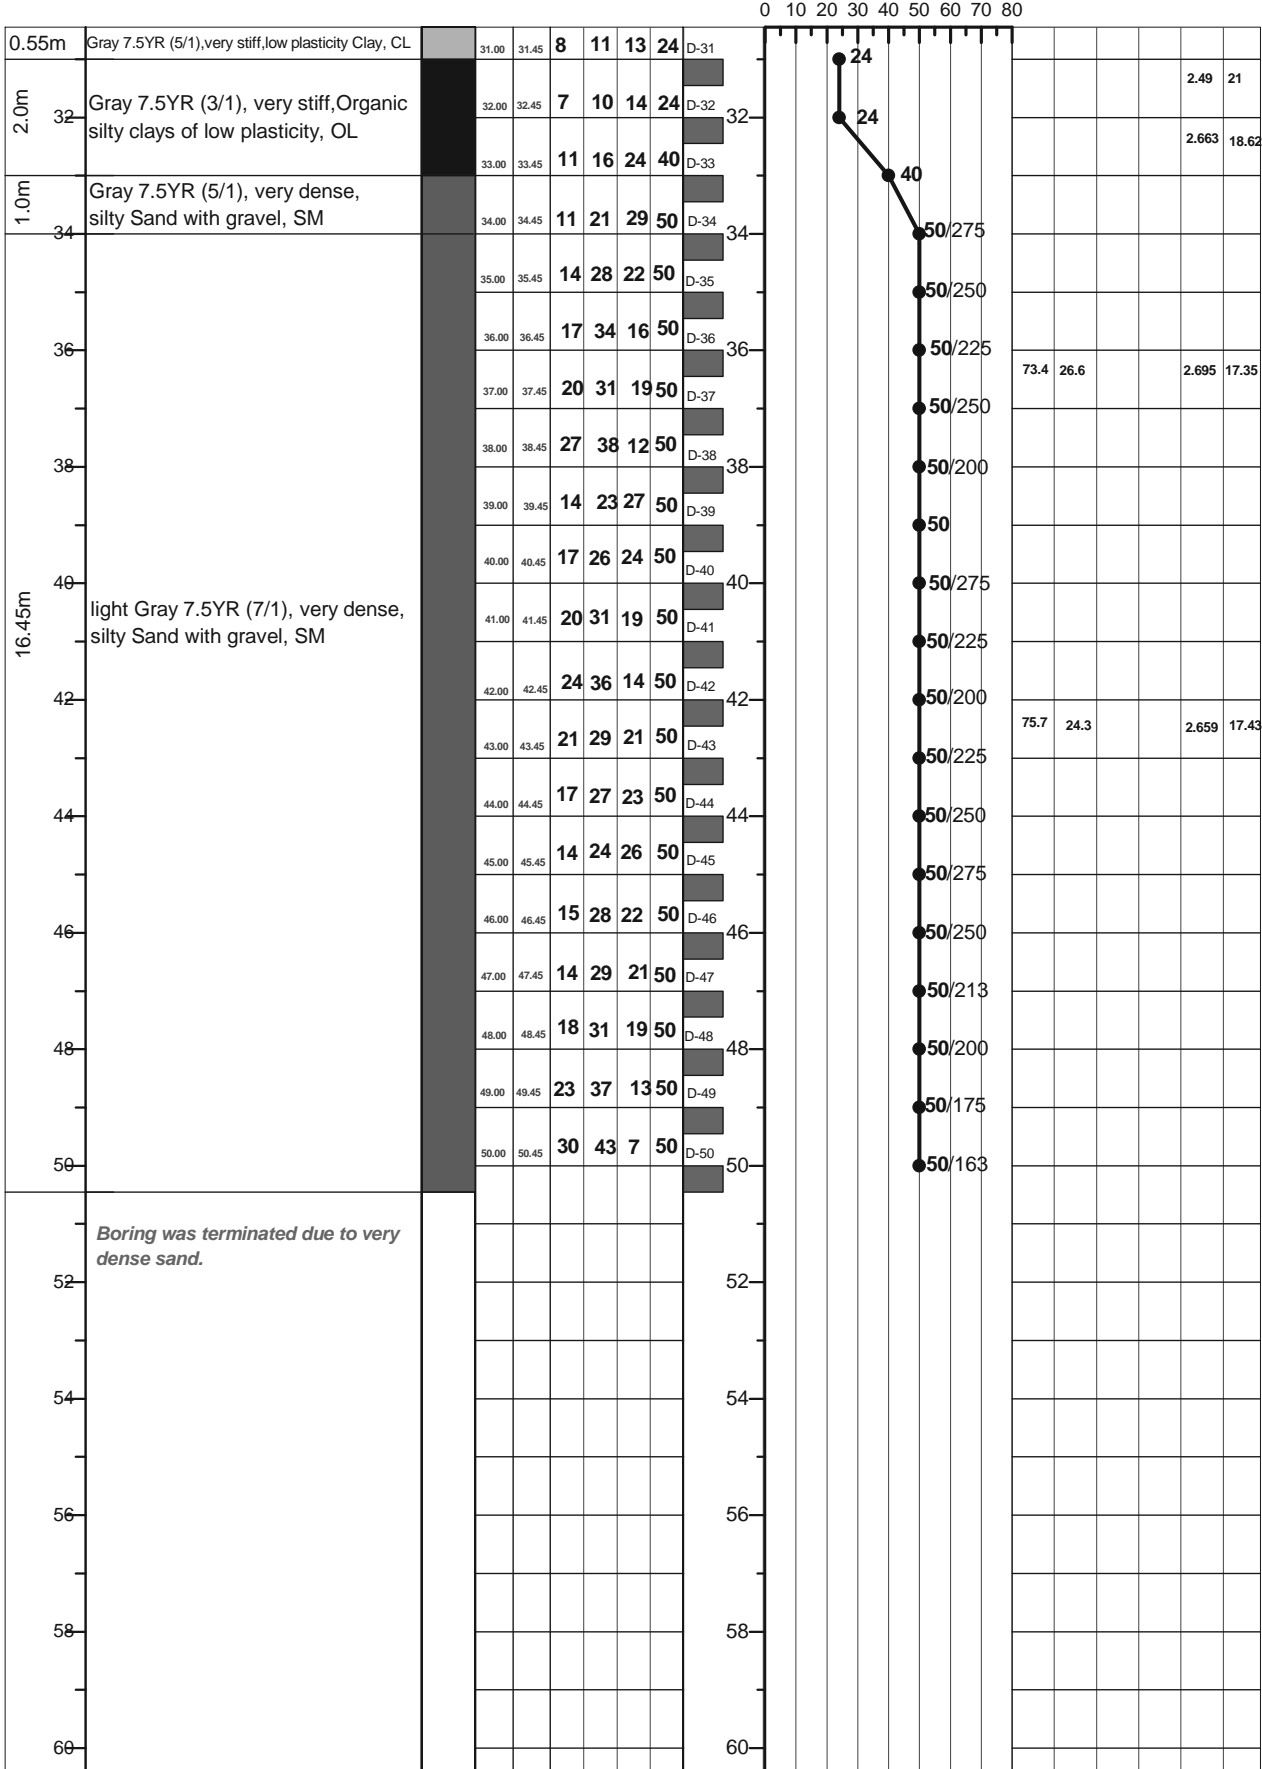 0 10 20 30 40 50 60 70 80
0.55m Gray 7.5YR (5/1),very stiff,low plasticity Clay, CL 31.00 31.45 8 11 13 24 D-31
24
2.49 21
2.0m
Gray 7.5YR (3/1), very stiff,Organic
silty clays of low plasticity, OL
32 32.00 32.45 7 10 14 24 D-32 32 24
2.663 18.62
33.00 33.45 11 16 24 40 D-33
40
1.0m
Gray 7.5YR (5/1), very dense,
silty Sand with gravel, SM
34.00 34.45 11 21 29 50 D-34
34 34 50/275
35.00 35.45 14 28 22 50 D-35
50/250
36.00 36.45 17 34 16 50 D-36
36 36 50/225
73.4 26.6 2.695 17.35
37.00 37.45 20 31 19 50 D-37
50/250
38.00 38.45 27 38 12 50 D-38
38 38 50/200
39.00 39.45 14 23 27 50 D-39
50
40.00 40.45 17 26 24 50 D-40
40 40 50/275
16.45m
light Gray 7.5YR (7/1), very dense,
silty Sand with gravel, SM
41.00 41.45 20 31 19 50 D-41
50/225
42.00 42.45 24 36 14 50 D-42
42 42 50/200
75.7 24.3 2.659 17.43
43.00 43.45 21 29 21 50 D-43
50/225
44.00 44.45 17 27 23 50 D-44
44 44 50/250
45.00 45.45 14 24 26 50 D-45
50/275
46.00 46.45 15 28 22 50 D-46
46 46 50/250
47.00 47.45 14 29 21 50 D-47
50/213
48.00 48.45 18 31 19 50 D-48
48 48 50/200
49.00 49.45 23 37 13 50 D-49
50/175
50.00 50.45 30 43 7 50 D-50
50 50 50/163
Boring was terminated due to very
dense sand.
52 52
54 54
56 56
58 58
60 60